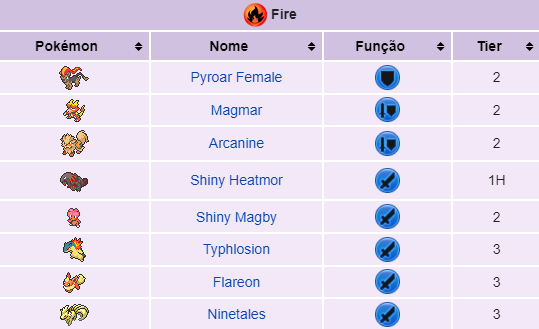 Fire
Pokémon Nome Função Tier
Pyroar Female 2
Magmar 2
Arcanine 2
Shiny Heatmor 1H
Shiny Magby 2
Typhlosion 3
Flareon 3
Ninetales 3